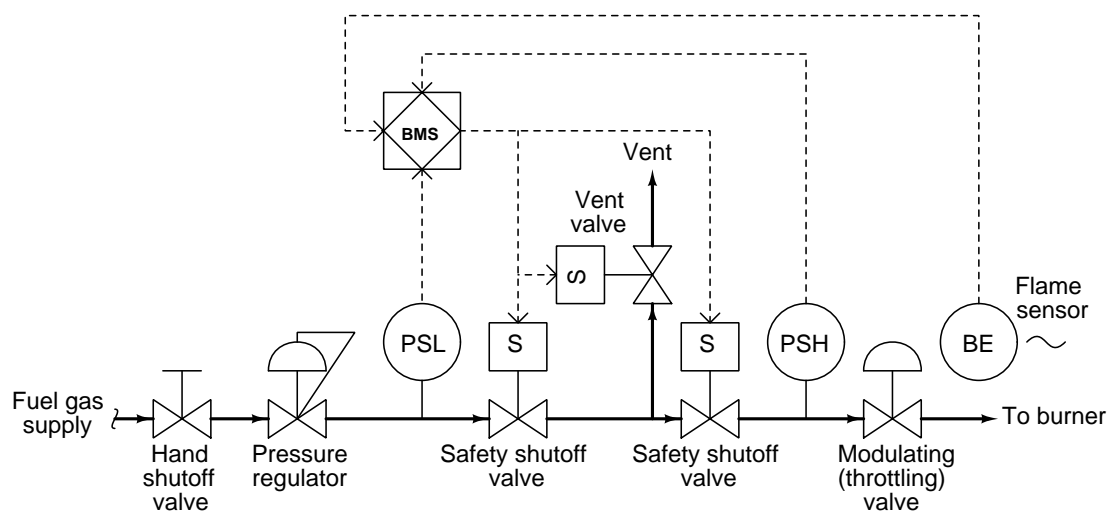 BMS
Vent
Vent
valve
S
Flame
sensor
PSL
S
S
PSH
BE
Fuel gas
supply
To burner
Hand
shutoff
valve
Pressure
regulator
Safety shutoff
valve
Safety shutoff
valve
Modulating
(throttling)
valve